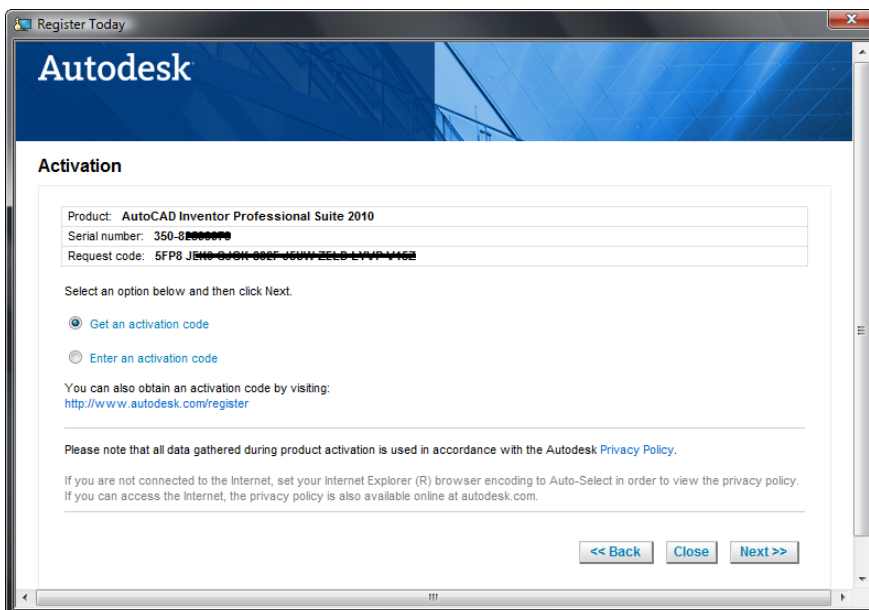 Register Today
Autodesk
Activation
Product: AutoCAD Inventor Professional Suite 2010
Serial number: 350-8
Request code: 5FP8
Select an option below and then click Next.
Get an activation code
Enter an activation code
You can also obtain an activation code by visiting:
http://www.autodesk.com/register
Please note that all data gathered during product activation is used in accordance with the Autodesk Privacy Policy.
If you are not connected to the Internet, set your Internet Explorer (R) browser encoding to Auto-Select in order to view the privacy policy.
If you can access the Internet, the privacy policy is also available online at autodesk.com.
<< Back Close Next >>